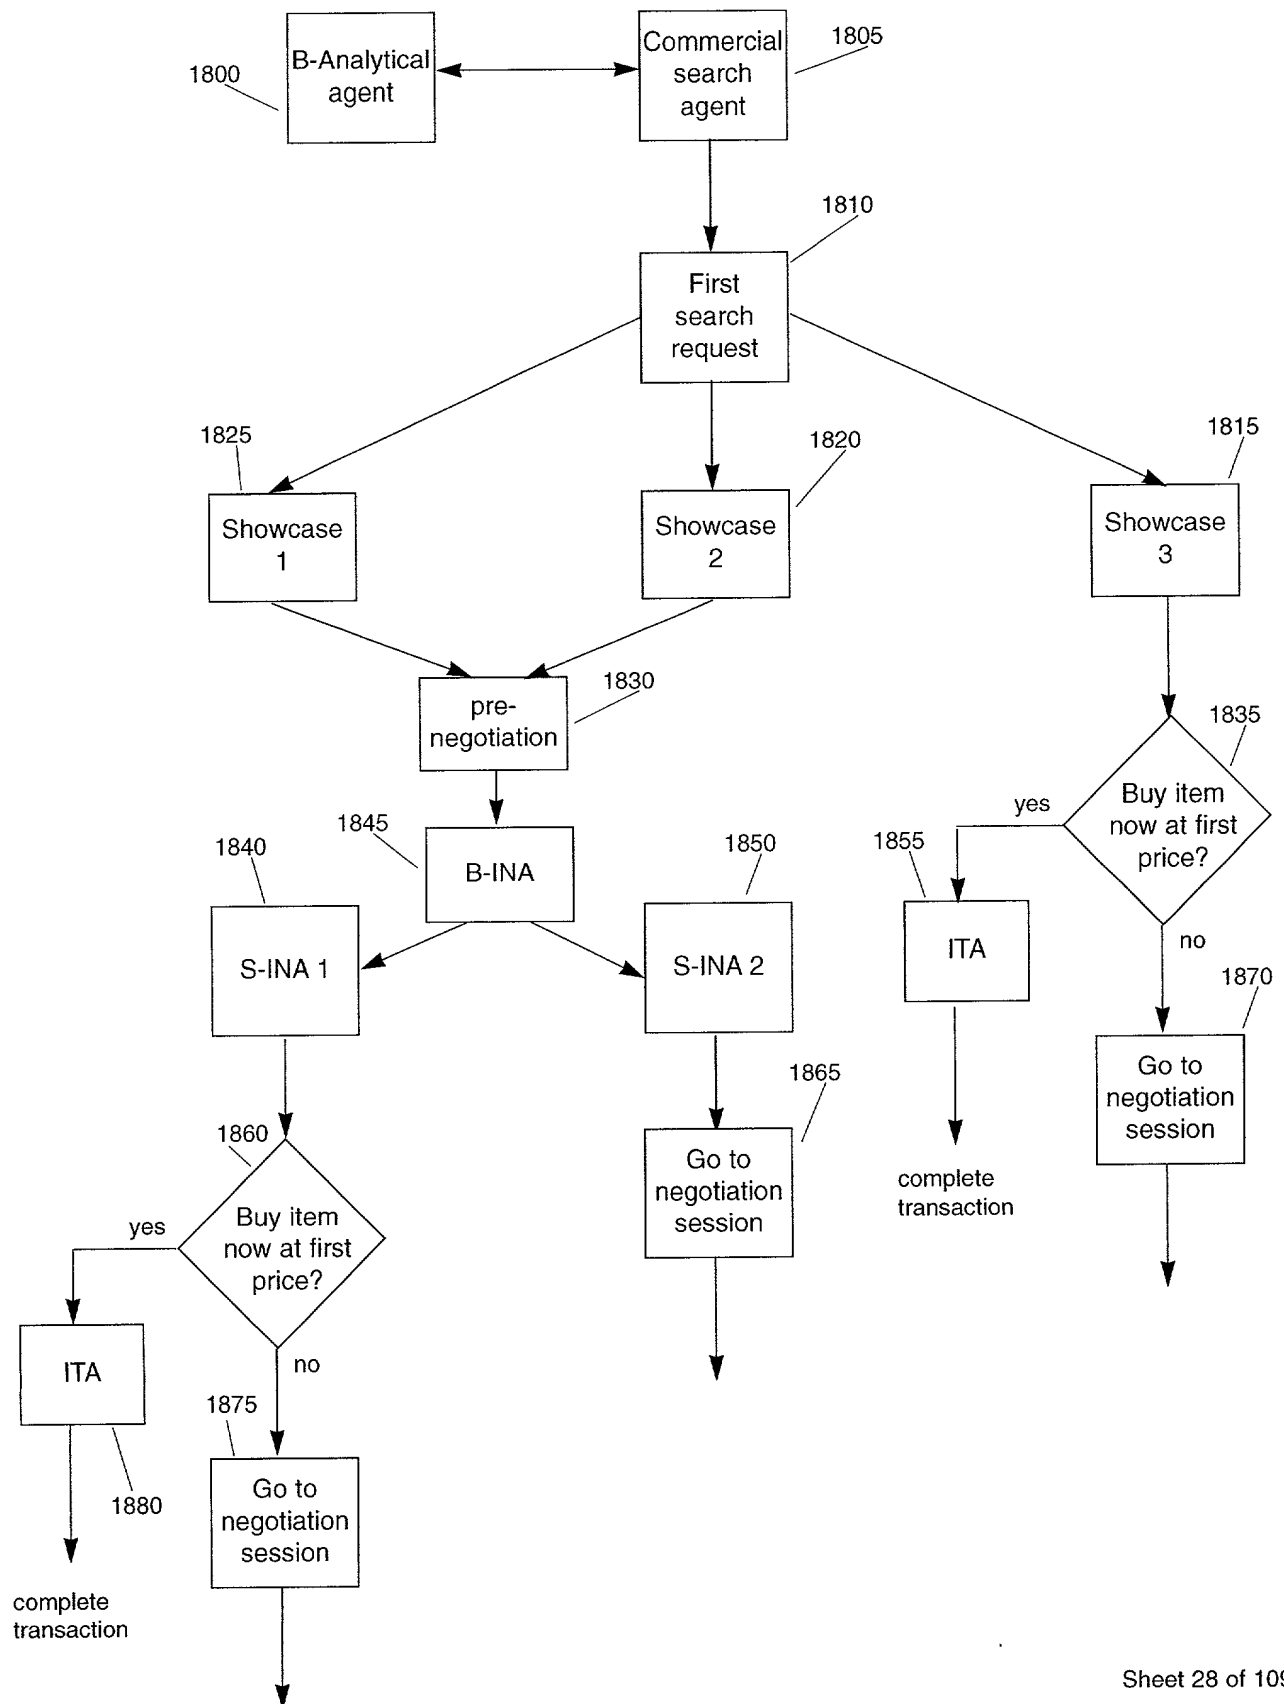 1800
B-Analytical
agent
Commercial
search
agent
1805
1810
First
search
request
1825
Showcase
1
1820
Showcase
2
1815
Showcase
3
1830
pre-
negotiation
1835
Buy item
now at first
price?
yes
no
1845
B-INA
1840
S-INA 1
1850
S-INA 2
1855
ITA
complete
transaction
1870
Go to
negotiation
session
1865
Go to
negotiation
session
1860
Buy item
now at first
price?
yes
no
ITA
1880
complete
transaction
1875
Go to
negotiation
session
Sheet 28 of 109